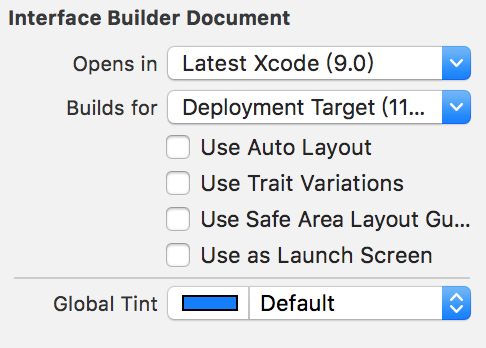 Interface Builder Document
Opens in Latest Xcode (9.0)
Builds for Deployment Target (11...
Use Auto Layout
Use Trait Variations
Use Safe Area Layout Gu...
Use as Launch Screen
Global Tint Default